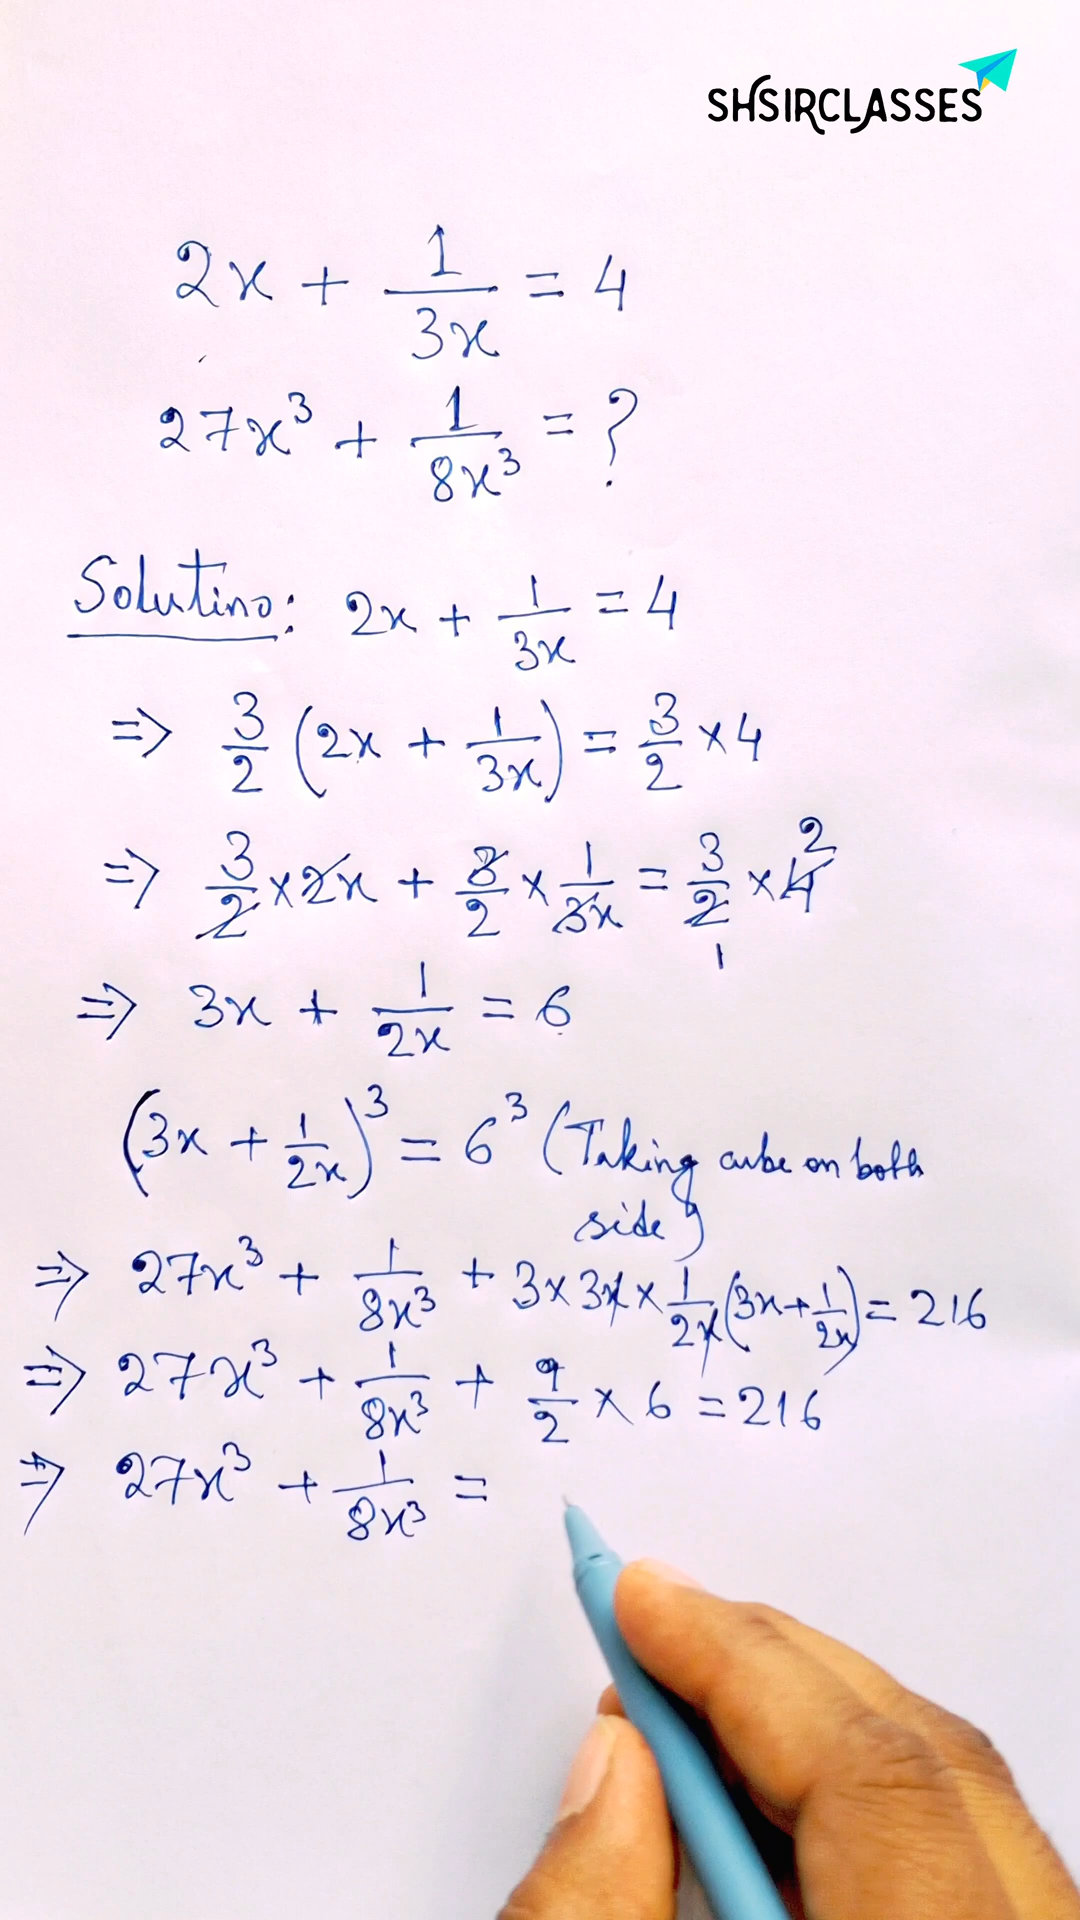 SHSIRCLASSES
2x + 1/3x = 4
27x³ + 1/8x³ = ?
Solutino: 2x + 1/3x = 4
=> 3/2 (2x + 1/3x) = 3/2 × 4
=> 3/2 × 2x + 3/2 × 1/3x = 3/2 × 4 2
1
=> 3x + 1/2x = 6
(3x + 1/2x)³ = 6³ (Taking cube on both
side)
=> 27x³ + 1/8x³ + 3 × 3x × 1/2x (3x + 1/2x) = 216
=> 27x³ + 1/8x³ + 9/2 × 6 = 216
=> 27x³ + 1/8x³ =